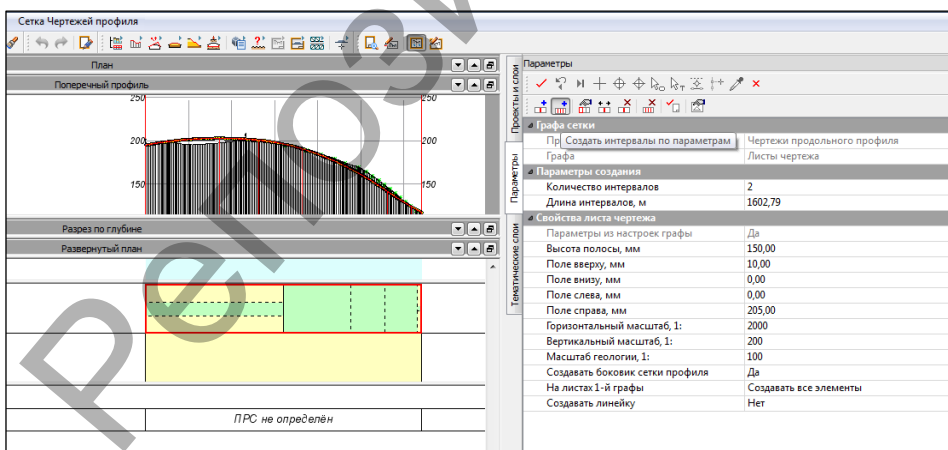 Сетка Чертежей профиля
План
Поперечный профиль
250
250
200
200
150
150
Разрез по глубине
Развернутый план
ПРС не определён
Проекты и слои
Параметры
Тематические слои
Параметры
Графа сетки
Пр
Создать интервалы по параметрам
Чертежи продольного профиля
Графа
Листы чертежа
Параметры создания
Количество интервалов 2
Длина интервалов, м 1602,79
Свойства листа чертежа
Параметры из настроек графы Да
Высота полосы, мм 150,00
Поле вверху, мм 10,00
Поле внизу, мм 0,00
Поле слева, мм 0,00
Поле справа, мм 205,00
Горизонтальный масштаб, 1: 2000
Вертикальный масштаб, 1: 200
Масштаб геологии, 1: 100
Создавать боковик сетки профиля Да
На листах 1-й графы Создавать все элементы
Создавать линейку Нет
Репози